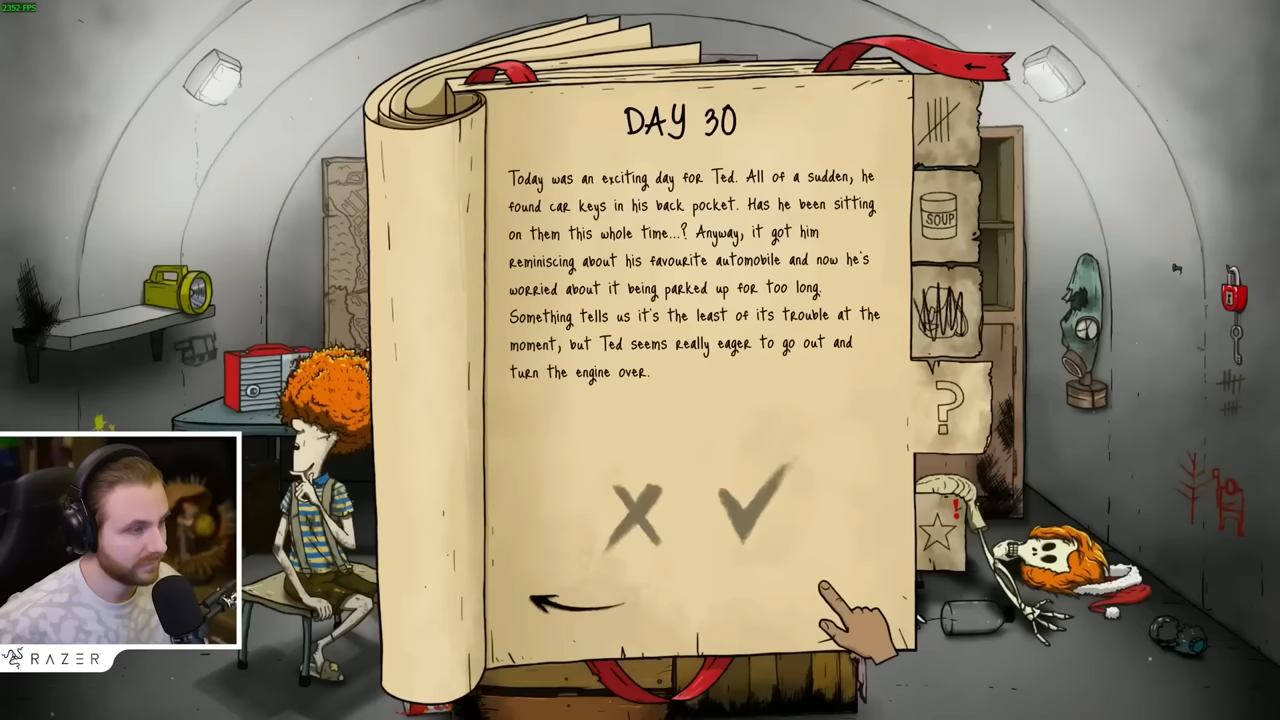 2352 FPS
DAY 30
Today was an exciting day for Ted. All of a sudden, he
found car keys in his back pocket. Has he been sitting
on them this whole time...? Anyway, it got him
reminiscing about his favourite automobile and now he's
worried about it being parked up for too long.
Something tells us it's the least of its trouble at the
moment, but Ted seems really eager to go out and
turn the engine over.
SOUP
?
!
RAZER